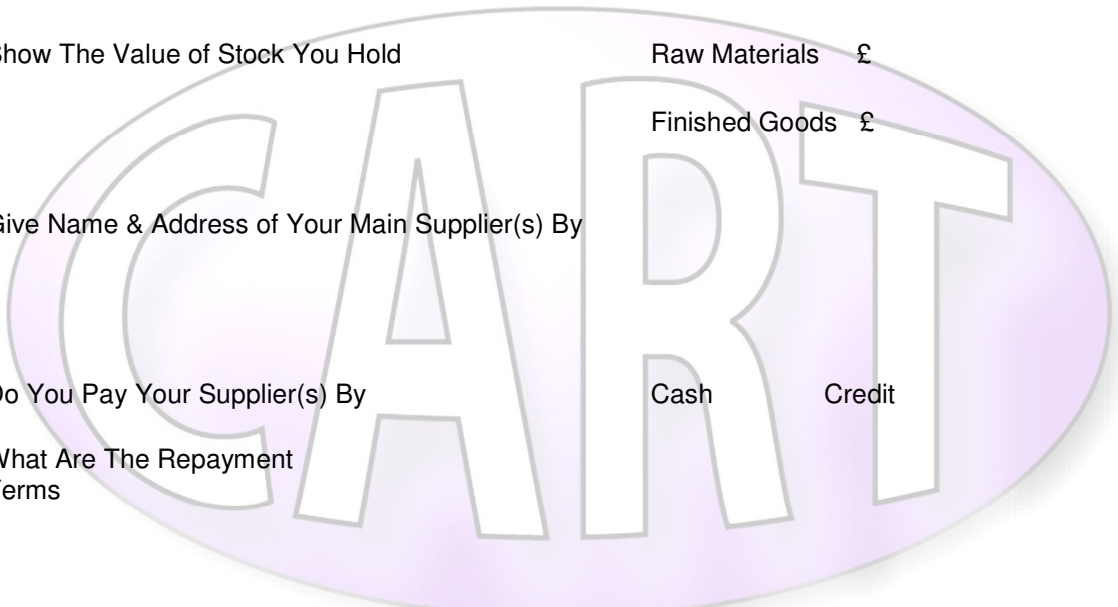 Show The Value of Stock You Hold Raw Materials £
Finished Goods £
Give Name & Address of Your Main Supplier(s) By
Do You Pay Your Supplier(s) By Cash Credit
What Are The Repayment
Terms
CART